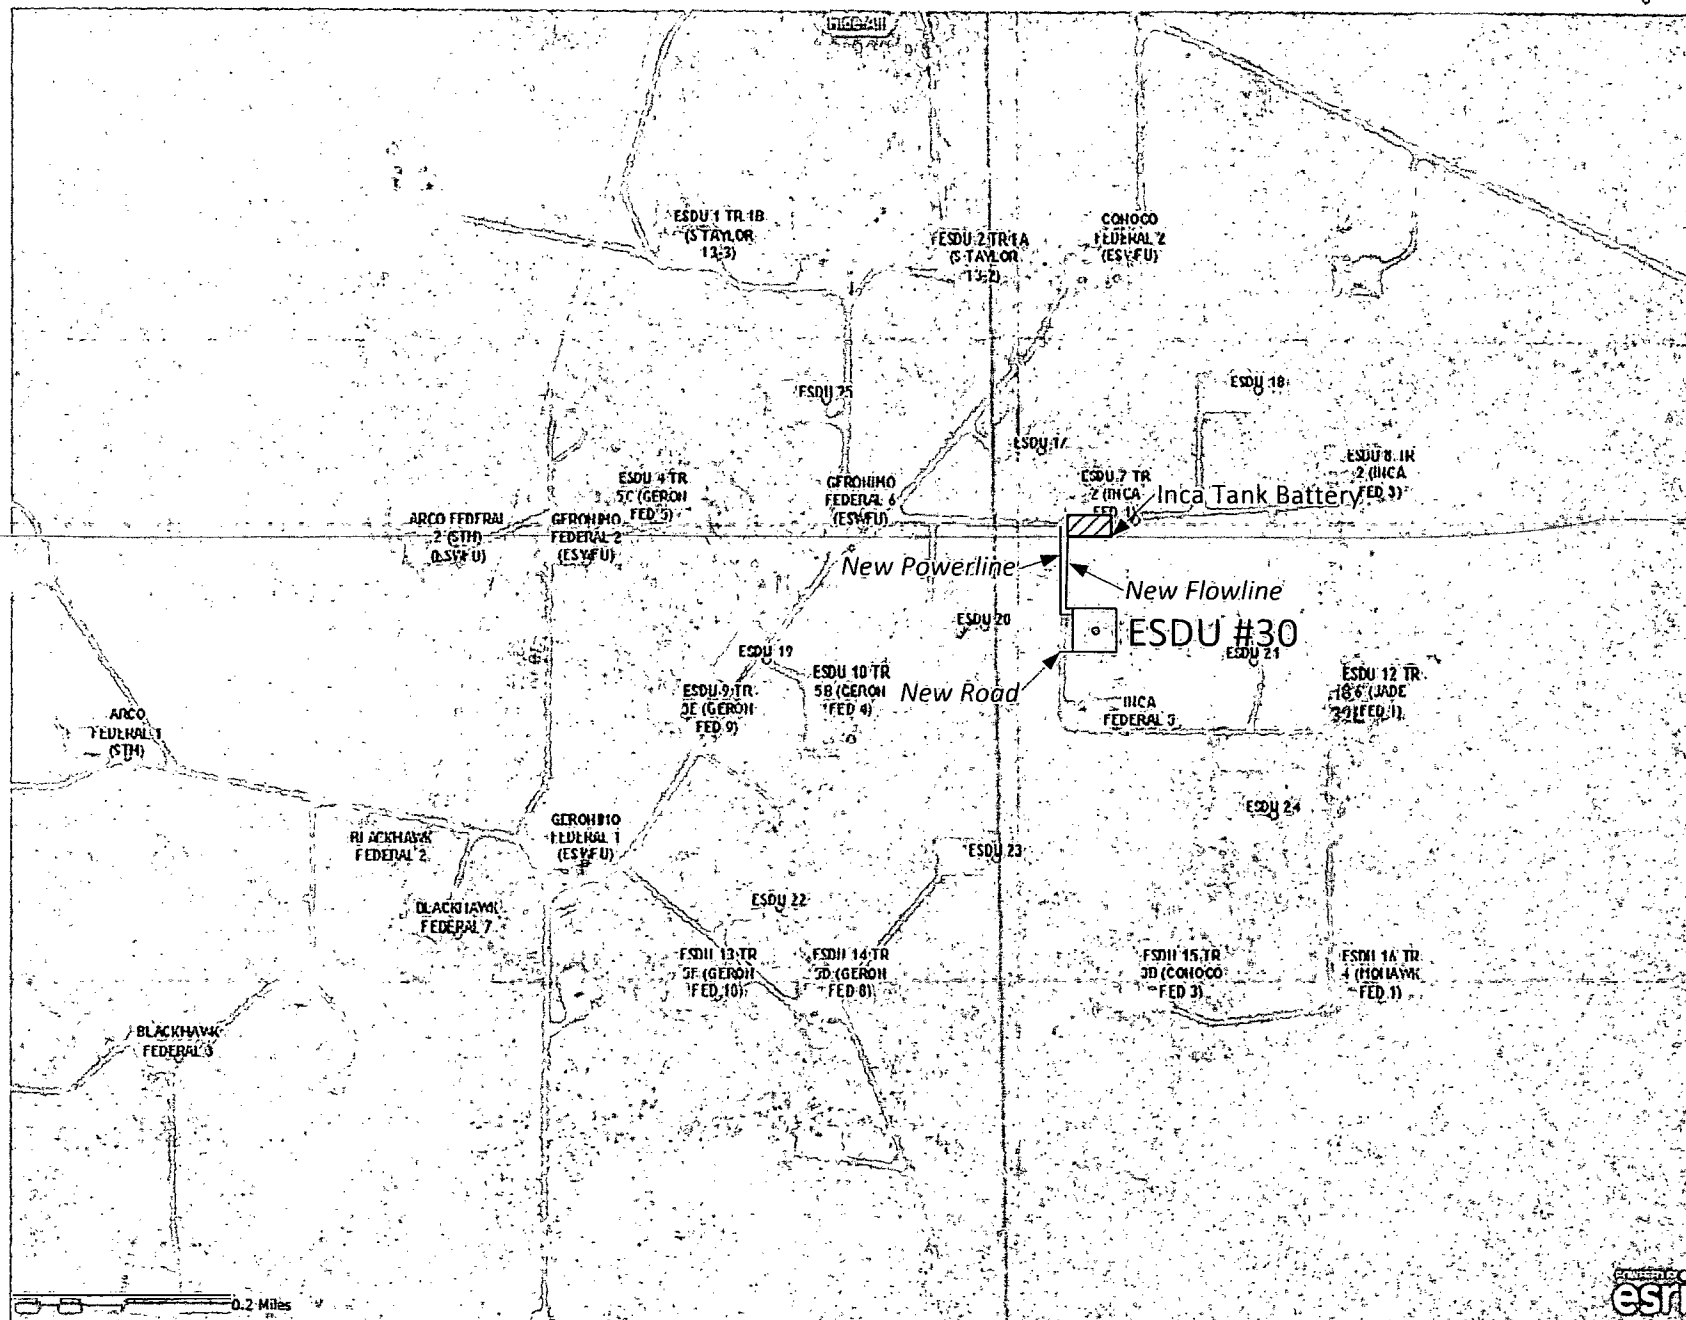 ESDU 1 TR 1B
(S TAYLOR
13-3)
ESDU 2 TR 1A
(S TAYLOR
13-2)
CONOCO
FEDERAL 2
(ESWFU)
ESDU 25
ESDU 18
ESDU 17
ESDU 4 TR
5C (GERON
FED 5)
GERONIMO
FEDERAL 6
(ESWFU)
ESDU 7 TR
2 (INCA
FED 1)
ESDU 8 TR
2 (INCA
FED 3)
Inca Tank Battery
ARCO FEDERAL
2 (STH)
(ESWFU)
GERONIMO
FEDERAL 2
(ESWFU)
New Powerline
New Flowline
ESDU 20
ESDU #30
ESDU 19
ESDU 21
ESDU 9 TR
5E (GERON
FED 9)
ESDU 10 TR
5B (GERON
FED 4)
New Road
INCA
FEDERAL 5
ESDU 12 TR
6 (JADE
FED 1)
ARCO
FEDERAL 1
(STH)
ESDU 24
GERONIMO
FEDERAL 1
(ESWFU)
BLACKHAWK
FEDERAL 2
ESDU 23
ESDU 22
BLACKHAWK
FEDERAL 7
ESDU 13 TR
5F (GERON
FED 10)
ESDU 14 TR
5D (GERON
FED 8)
ESDU 15 TR
3D (CONOCO
FED 3)
ESDU 16 TR
4 (MOHAWK
FED 1)
BLACKHAWK
FEDERAL 3
0.2 Miles
esri